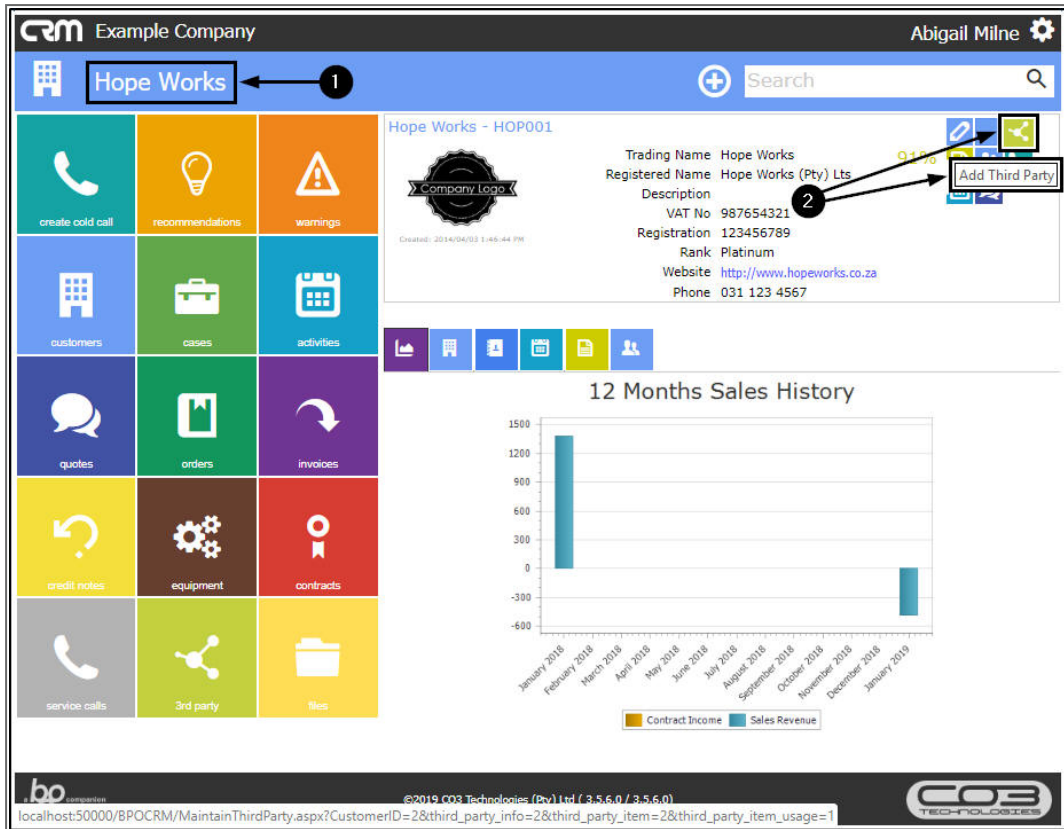 CRM Example Company
Abigail Milne
Hope Works
1
Search
create cold call
recommendations
warnings
customers
cases
activities
quotes
orders
invoices
credit notes
equipment
contracts
service calls
3rd party
files
Hope Works - HOP001
Company Logo
Created: 2014/04/03 1:46:44 PM
Trading Name Hope Works
Registered Name Hope Works (Pty) Lts
Description
VAT No 987654321
Registration 123456789
Rank Platinum
Website http://www.hopeworks.co.za
Phone 031 123 4567
91%
2
Add Third Party
12 Months Sales History
1500
1200
900
600
300
0
-300
-600
January 2018
February 2018
March 2018
April 2018
May 2018
June 2018
July 2018
August 2018
September 2018
October 2018
November 2018
December 2018
January 2019
Contract Income
Sales Revenue
a bp companion
©2019 CO3 Technologies (Pty) Ltd ( 3.5.6.0 / 3.5.6.0)
CO3
TECHNOLOGIES
localhost:50000/BPOCRM/MaintainThirdParty.aspx?CustomerID=2&third_party_info=2&third_party_item=2&third_party_item_usage=1